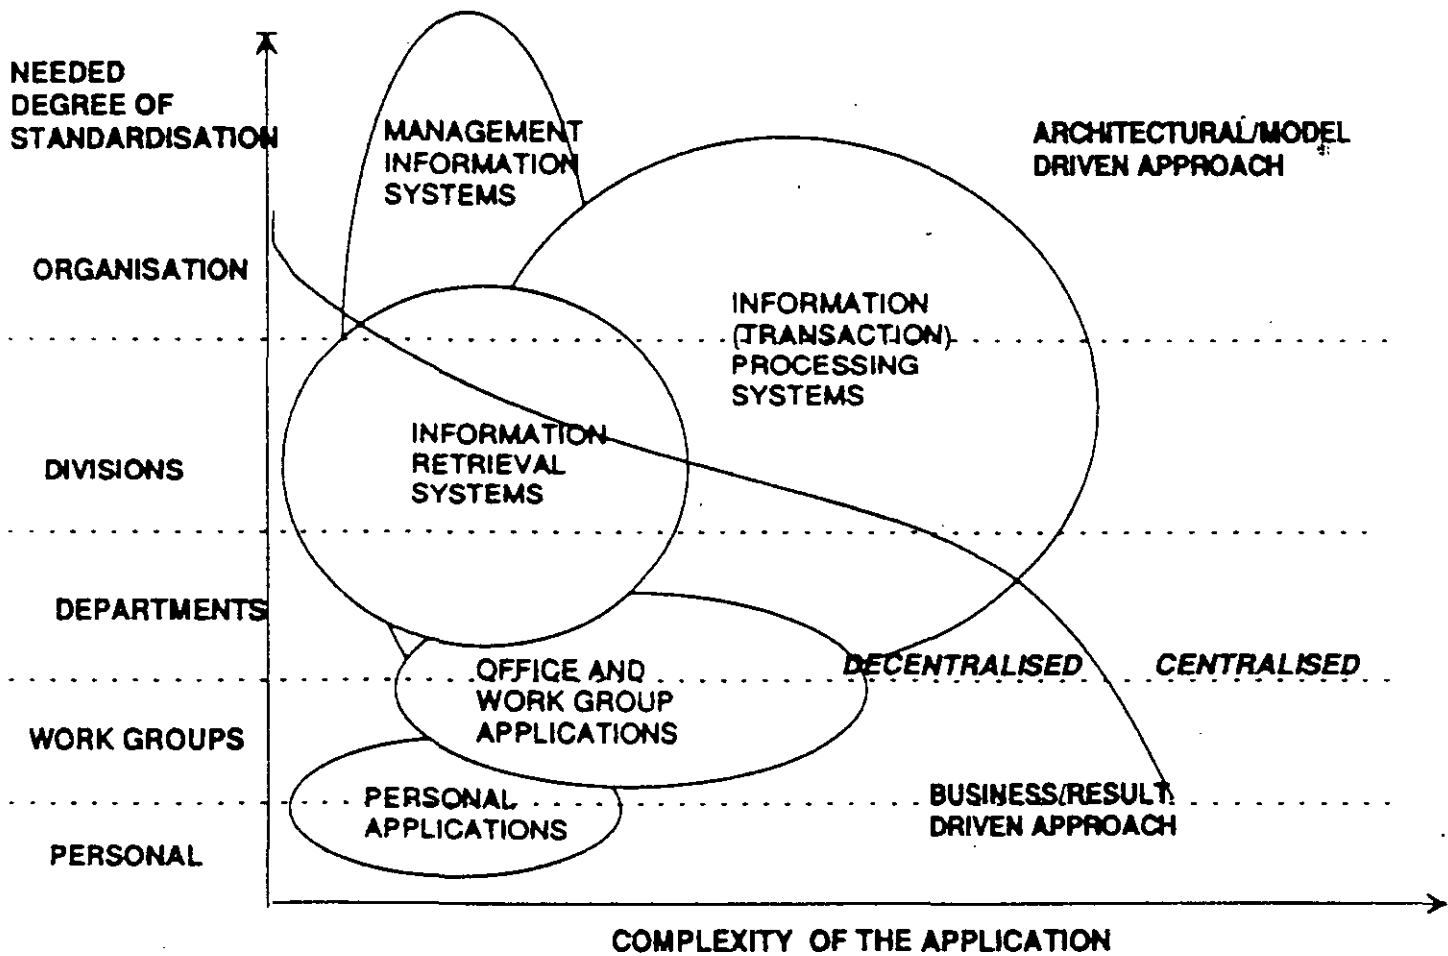 NEEDED
DEGREE OF
STANDARDISATION
MANAGEMENT
INFORMATION
SYSTEMS
ARCHITECTURAL/MODEL
DRIVEN APPROACH
ORGANISATION
INFORMATION
(TRANSACTION)
PROCESSING
SYSTEMS
DIVISIONS
INFORMATION
RETRIEVAL
SYSTEMS
DEPARTMENTS
OFFICE AND
WORK GROUP
APPLICATIONS
DECENTRALISED
CENTRALISED
WORK GROUPS
PERSONAL
APPLICATIONS
BUSINESS/RESULT
DRIVEN APPROACH
PERSONAL
COMPLEXITY OF THE APPLICATION